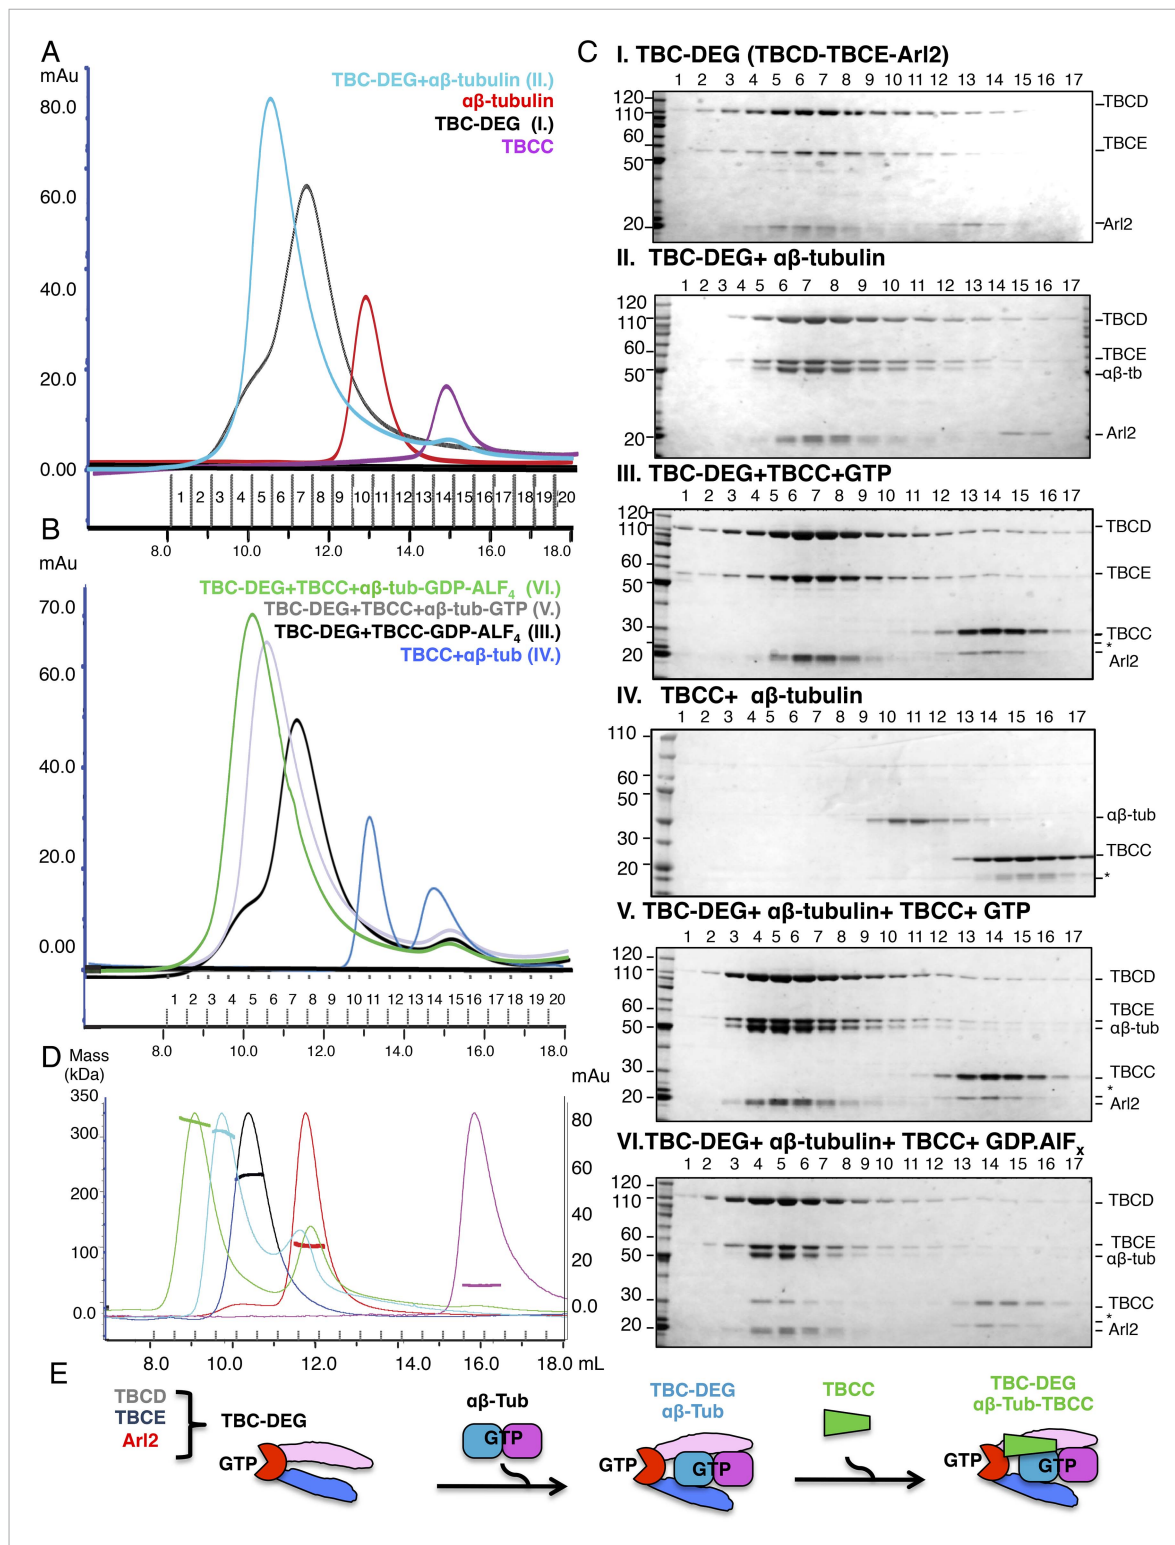 A
mAu
80.0
60.0
40.0
20.0
0.00
TBC-DEG+αβ-tubulin (II.)
αβ-tubulin
TBC-DEG (I.)
TBCC
1 2 3 4 5 6 7 8 9 10 11 12 13 14 15 16 17 18 19 20
8.0 10.0 12.0 14.0 16.0 18.0
B
mAu
70.0
60.0
40.0
20.0
0.00
TBC-DEG+TBCC+αβ-tub-GDP-ALF4 (VI.)
TBC-DEG+TBCC+αβ-tub-GTP (V.)
TBC-DEG+TBCC-GDP-ALF4 (III.)
TBCC+αβ-tub (IV.)
1 2 3 4 5 6 7 8 9 10 11 12 13 14 15 16 17 18 19 20
8.0 10.0 12.0 14.0 16.0 18.0
C
I. TBC-DEG (TBCD-TBCE-Arl2)
1 2 3 4 5 6 7 8 9 10 11 12 13 14 15 16 17
120
110
60
50
20
TBCD
TBCE
Arl2
II. TBC-DEG+ αβ-tubulin
1 2 3 4 5 6 7 8 9 10 11 12 13 14 15 16 17
120
110
60
50
20
TBCD
TBCE
αβ-tb
Arl2
III. TBC-DEG+TBCC+GTP
1 2 3 4 5 6 7 8 9 10 11 12 13 14 15 16 17
120
110
60
50
30
20
TBCD
TBCE
TBCC
*
Arl2
IV. TBCC+ αβ-tubulin
1 2 3 4 5 6 7 8 9 10 11 12 13 14 15 16 17
110
60
50
30
20
αβ-tub
TBCC
*
V. TBC-DEG+ αβ-tubulin+ TBCC+ GTP
1 2 3 4 5 6 7 8 9 10 11 12 13 14 15 16 17
120
110
60
50
30
20
TBCD
TBCE
αβ-tub
TBCC
*
Arl2
VI.TBC-DEG+ αβ-tubulin+ TBCC+ GDP.AlFx
1 2 3 4 5 6 7 8 9 10 11 12 13 14 15 16 17
120
110
60
50
30
20
TBCD
TBCE
αβ-tub
TBCC
*
Arl2
D
Mass
(kDa)
350
300
200
100
0.0
mAu
80
60
40
20
0.0
8.0 10.0 12.0 14.0 16.0 18.0 mL
E
TBCD
TBCE
Arl2
TBC-DEG
GTP
αβ-Tub
GTP
TBC-DEG
αβ-Tub
GTP
GTP
TBCC
TBC-DEG
αβ-Tub-TBCC
GTP
GTP